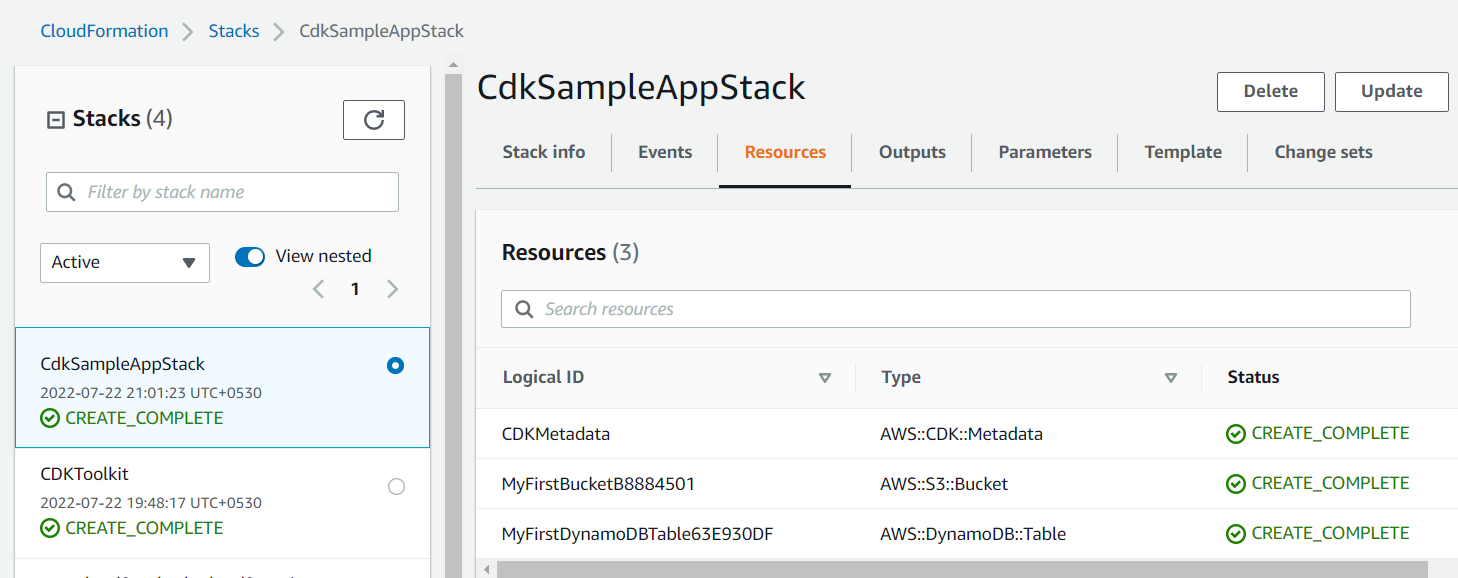 CloudFormation > Stacks > CdkSampleAppStack
Stacks (4)
Filter by stack name
Active
View nested
1
CdkSampleAppStack
2022-07-22 21:01:23 UTC+0530
CREATE_COMPLETE
CDKToolkit
2022-07-22 19:48:17 UTC+0530
CREATE_COMPLETE
CdkSampleAppStack
Delete Update
Stack info Events Resources Outputs Parameters Template Change sets
Resources (3)
Search resources
Logical ID Type Status
CDKMetadata AWS::CDK::Metadata CREATE_COMPLETE
MyFirstBucketB8884501 AWS::S3::Bucket CREATE_COMPLETE
MyFirstDynamoDBTable63E930DF AWS::DynamoDB::Table CREATE_COMPLETE